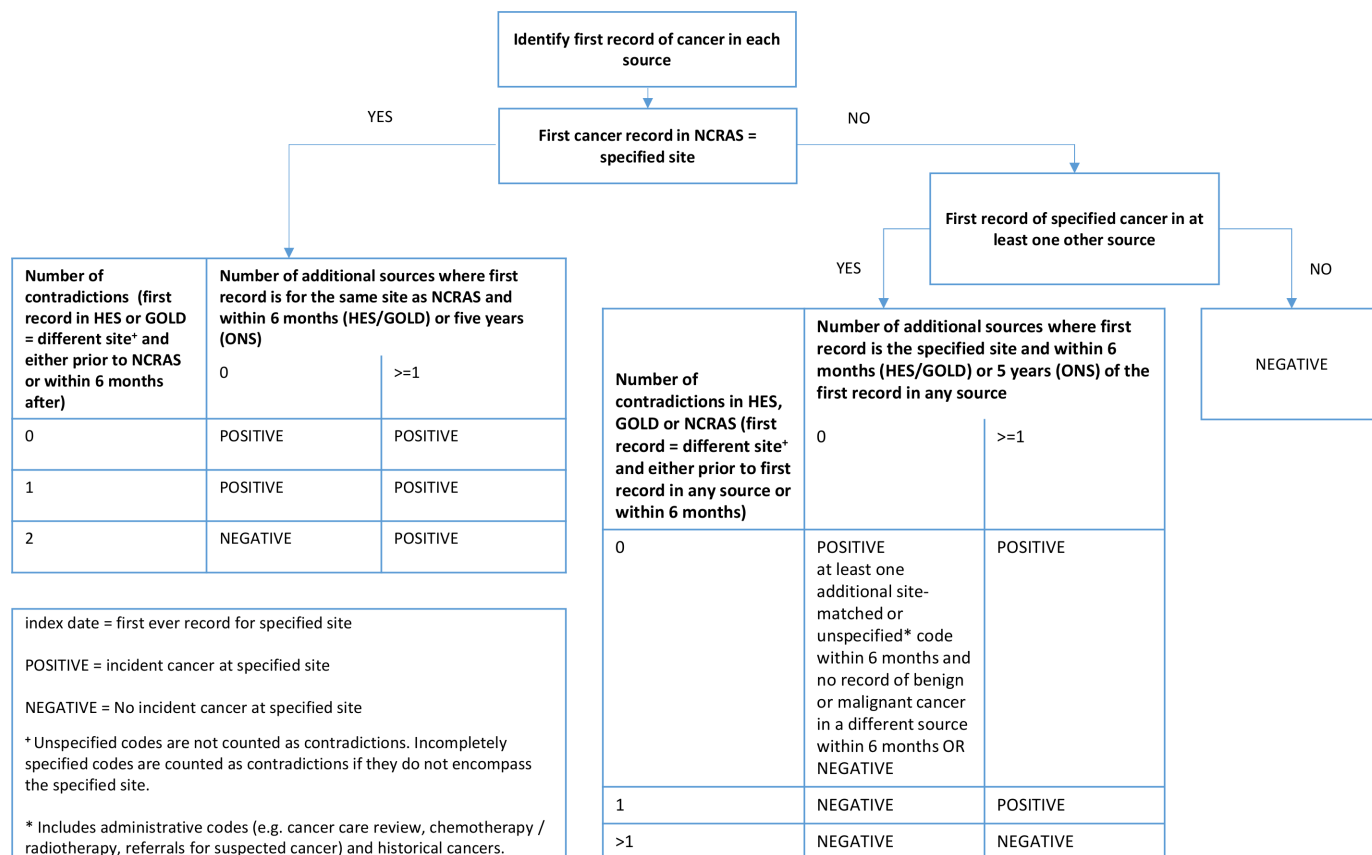 Identify first record of cancer in each
source
YES
NO
First cancer record in NCRAS =
specified site
First record of specified cancer in at
least one other source
YES
NO
NEGATIVE
Number of
contradictions (first
record in HES or GOLD
= different site⁺ and
either prior to NCRAS
or within 6 months
after)
Number of additional sources where first
record is for the same site as NCRAS and
within 6 months (HES/GOLD) or five years
(ONS)
0
>=1
0
POSITIVE
POSITIVE
1
POSITIVE
POSITIVE
2
NEGATIVE
POSITIVE
Number of
contradictions in HES,
GOLD or NCRAS (first
record = different site⁺
and either prior to first
record in any source or
within 6 months)
Number of additional sources where first
record is the specified site and within 6
months (HES/GOLD) or 5 years (ONS) of the
first record in any source
0
>=1
0
POSITIVE
at least one
additional site-
matched or
unspecified* code
within 6 months and
no record of benign
or malignant cancer
in a different source
within 6 months OR
NEGATIVE
POSITIVE
1
NEGATIVE
POSITIVE
>1
NEGATIVE
NEGATIVE
index date = first ever record for specified site
POSITIVE = incident cancer at specified site
NEGATIVE = No incident cancer at specified site
⁺ Unspecified codes are not counted as contradictions. Incompletely
specified codes are counted as contradictions if they do not encompass
the specified site.
* Includes administrative codes (e.g. cancer care review, chemotherapy /
radiotherapy, referrals for suspected cancer) and historical cancers.